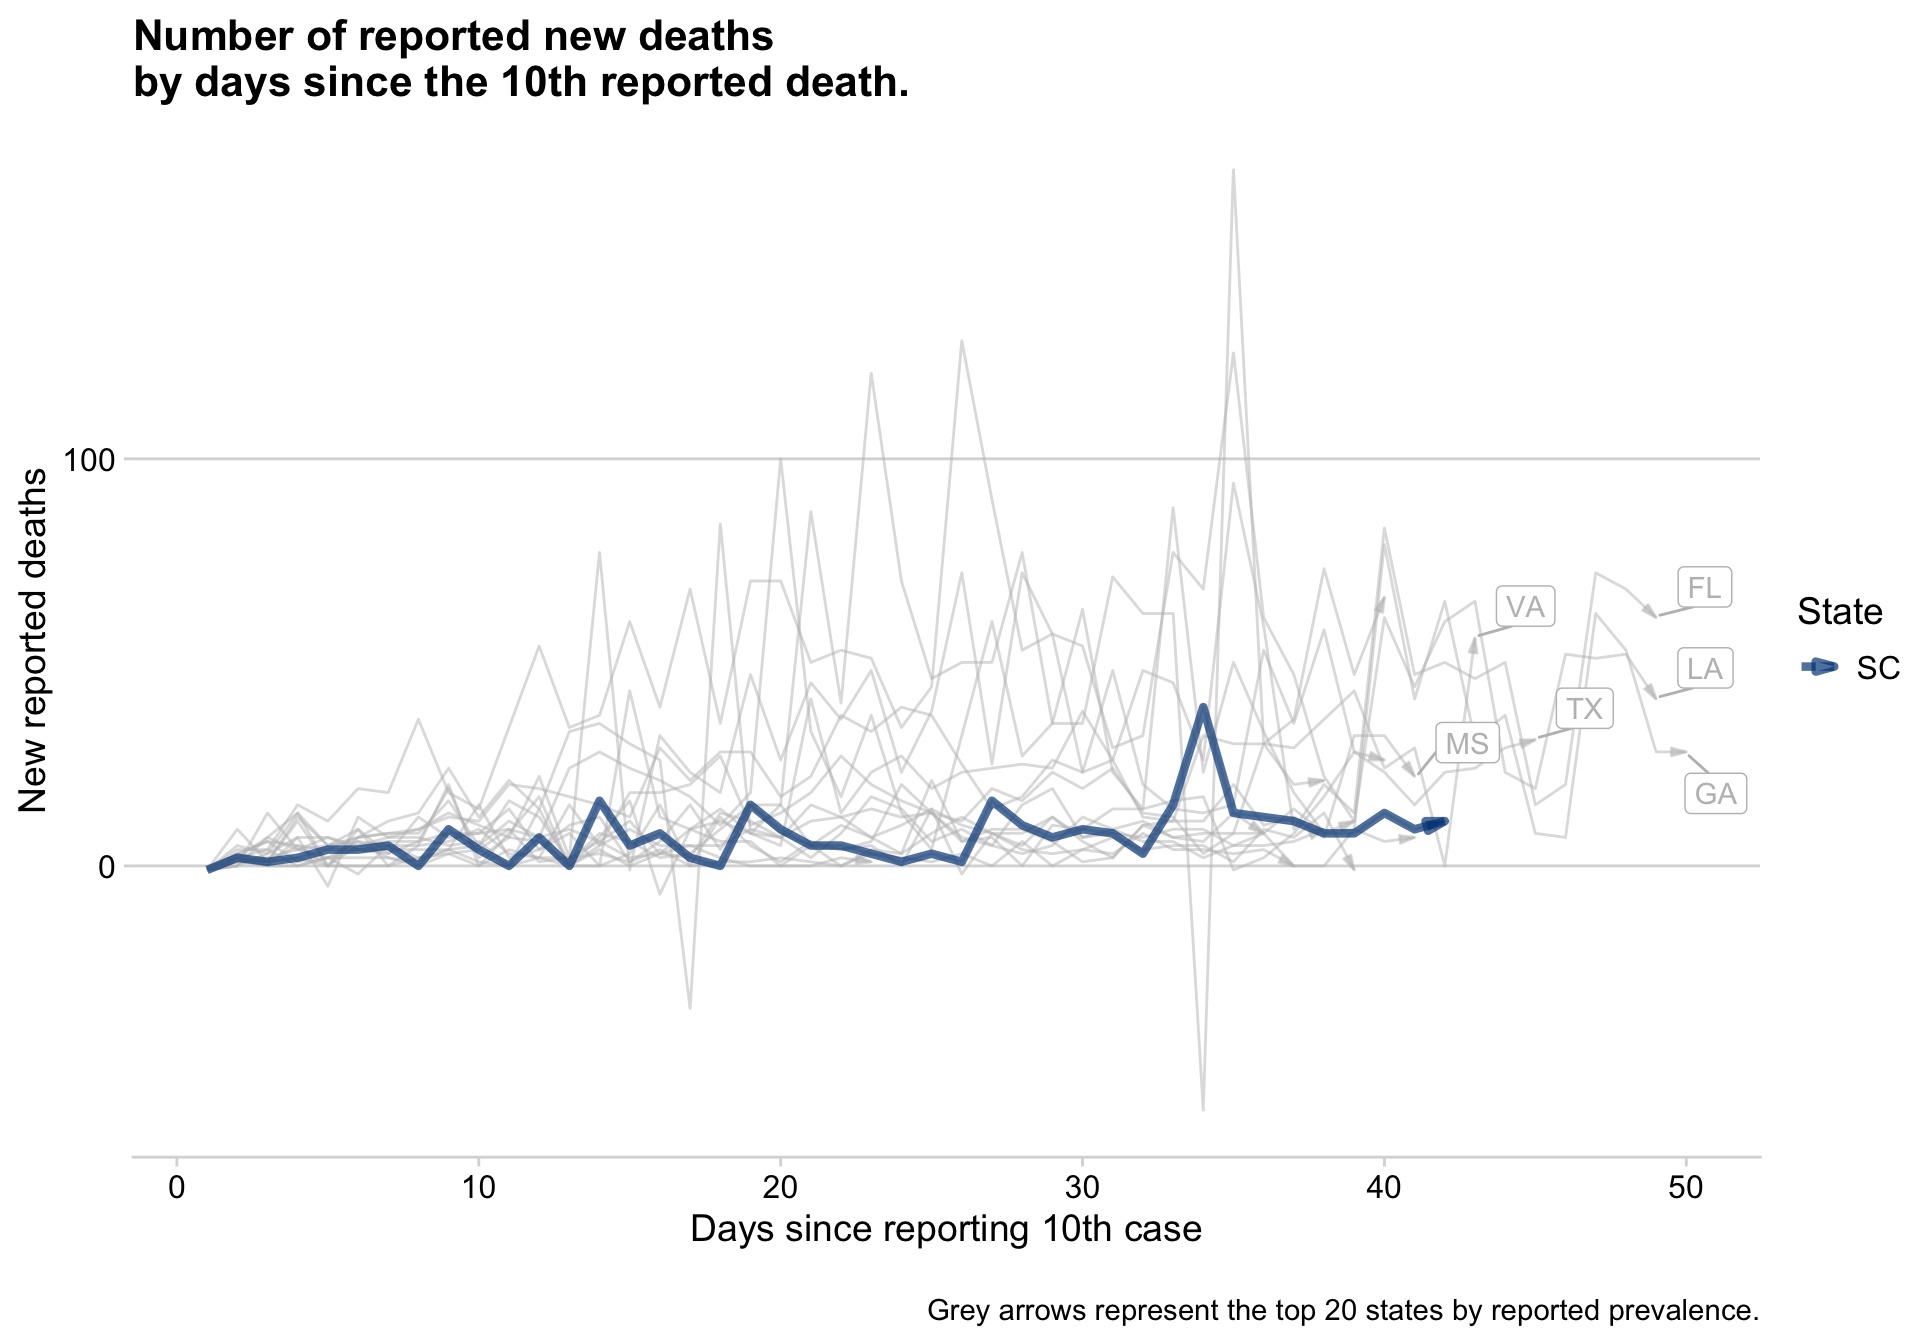 Number of reported new deaths
by days since the 10th reported death.
New reported deaths
100
0
VA
FL
LA
TX
MS
GA
State
SC
0 10 20 30 40 50
Days since reporting 10th case
Grey arrows represent the top 20 states by reported prevalence.